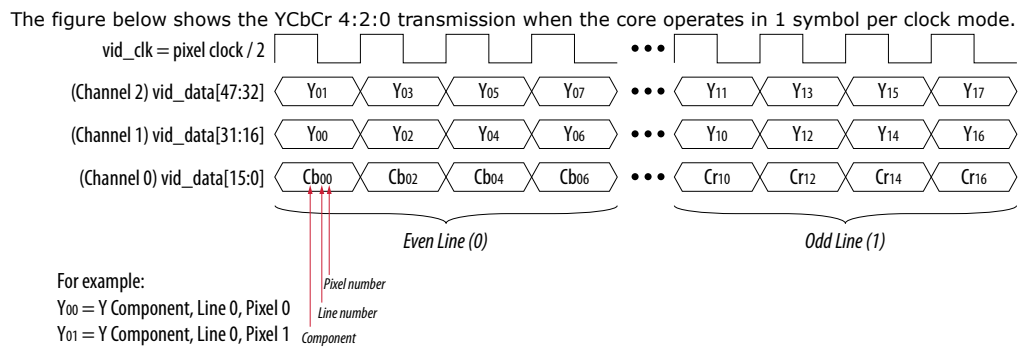 The figure below shows the YCbCr 4:2:0 transmission when the core operates in 1 symbol per clock mode.
vid_clk = pixel clock / 2
(Channel 2) vid_data[47:32] Y01 Y03 Y05 Y07 Y11 Y13 Y15 Y17
(Channel 1) vid_data[31:16] Y00 Y02 Y04 Y06 Y10 Y12 Y14 Y16
(Channel 0) vid_data[15:0] Cb00 Cb02 Cb04 Cb06 Cr10 Cr12 Cr14 Cr16
Even Line (0) Odd Line (1)
For example:
Pixel number
Y00 = Y Component, Line 0, Pixel 0
Line number
Y01 = Y Component, Line 0, Pixel 1
Component